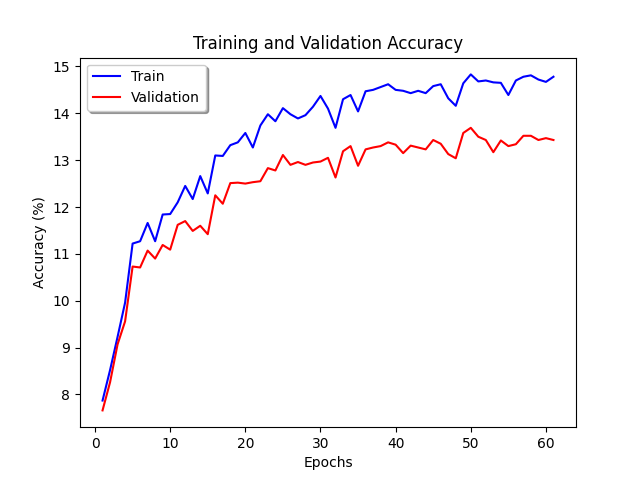 Training and Validation Accuracy
Train
Validation
15
14
13
12
11
10
9
8
Accuracy (%)
0 10 20 30 40 50 60
Epochs